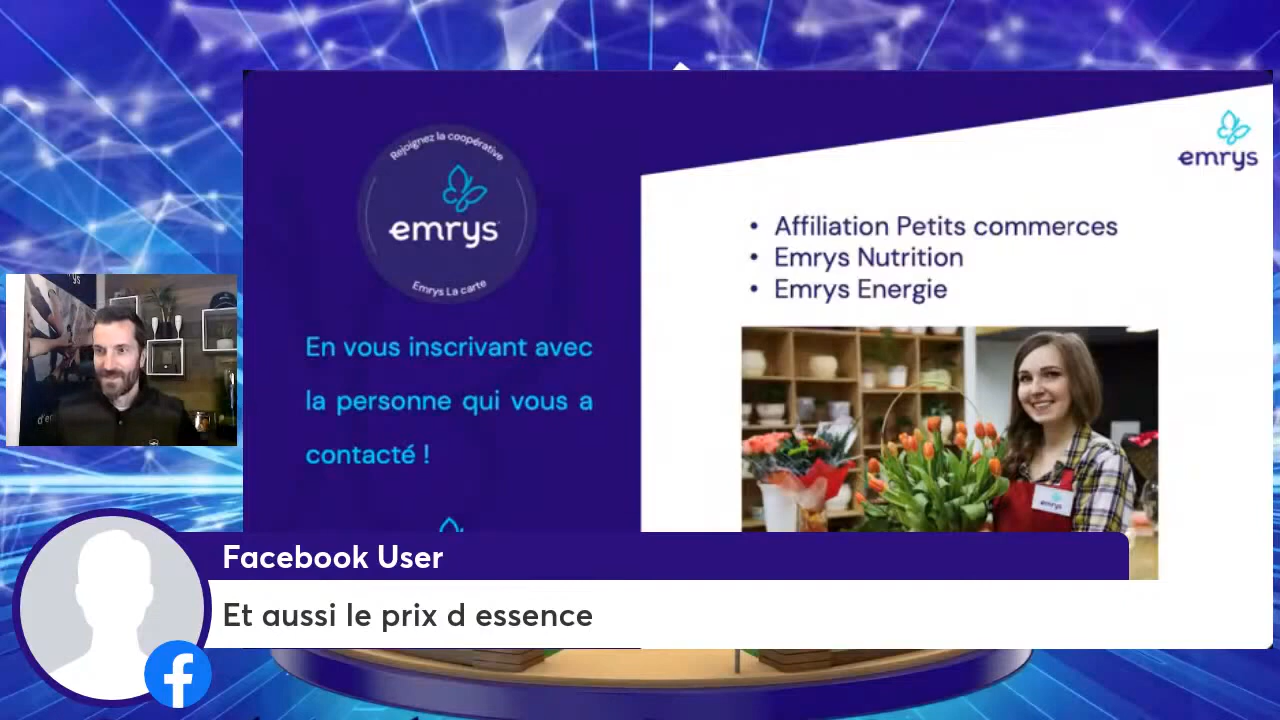 Rejoignez la coopérative
emrys
Emrys La carte
En vous inscrivant avec
la personne qui vous a
contacté !
emrys
• Affiliation Petits commerces
• Emrys Nutrition
• Emrys Energie
emrys
Facebook User
Et aussi le prix d essence